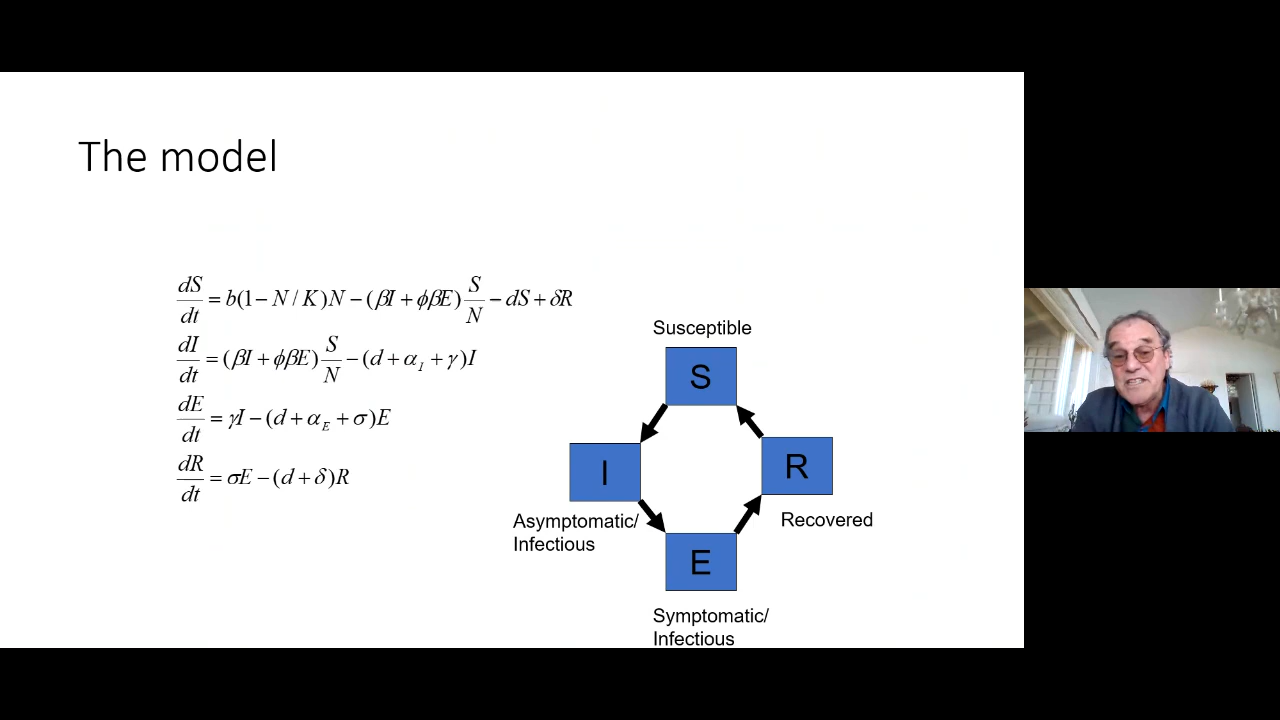 The model
dS/dt = b(1− N / K)N − (βI + ϕβE) S/N − dS + δR
dI/dt = (βI + ϕβE) S/N − (d + α_I + γ)I
dE/dt = γI − (d + α_E + σ)E
dR/dt = σE − (d + δ)R
Susceptible
S
I
R
Asymptomatic/
Infectious
Recovered
E
Symptomatic/
Infectious